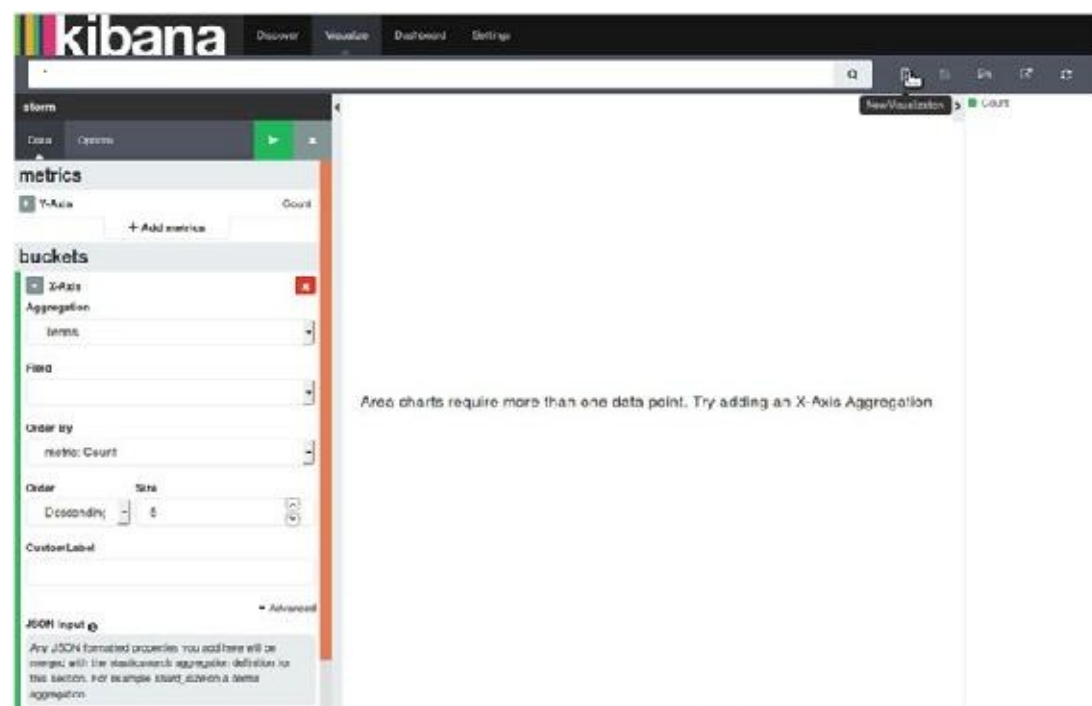 kibana
Discover Visualize Dashboard Settings
*
New Visualization
Count
storm
Data Options
metrics
Y-Axis Count
+ Add metrics
buckets
X-Axis
Aggregation
Terms
Field
Order By
metric: Count
Order Size
Descending 5
Custom Label
Advanced
JSON Input
Any JSON formatted properties you add here will be
merged with the elasticsearch aggregation definition for
this section. For example shard_size on a terms
aggregation
Area charts require more than one data point. Try adding an X-Axis Aggregation